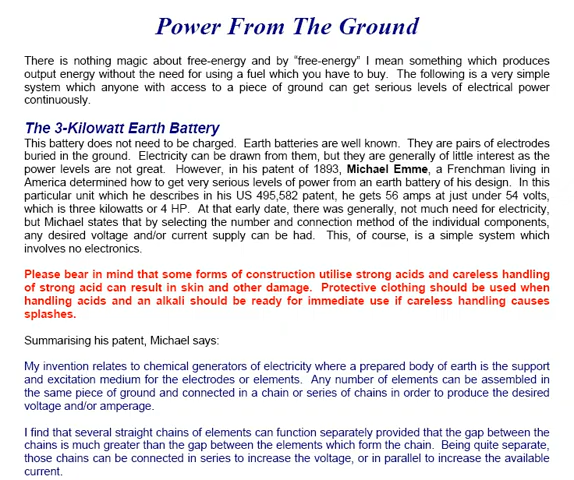 Power From The Ground
There is nothing magic about free-energy and by "free-energy" I mean something which produces
output energy without the need for using a fuel which you have to buy. The following is a very simple
system which anyone with access to a piece of ground can get serious levels of electrical power
continuously.
The 3-Kilowatt Earth Battery
This battery does not need to be charged. Earth batteries are well known. They are pairs of electrodes
buried in the ground. Electricity can be drawn from them, but they are generally of little interest as the
power levels are not great. However, in his patent of 1893, Michael Emme, a Frenchman living in
America determined how to get very serious levels of power from an earth battery of his design. In this
particular unit which he describes in his US 495,582 patent, he gets 56 amps at just under 54 volts,
which is three kilowatts or 4 HP. At that early date, there was generally, not much need for electricity,
but Michael states that by selecting the number and connection method of the individual components,
any desired voltage and/or current supply can be had. This, of course, is a simple system which
involves no electronics.
Please bear in mind that some forms of construction utilise strong acids and careless handling
of strong acid can result in skin and other damage. Protective clothing should be used when
handling acids and an alkali should be ready for immediate use if careless handling causes
splashes.
Summarising his patent, Michael says:
My invention relates to chemical generators of electricity where a prepared body of earth is the support
and excitation medium for the electrodes or elements. Any number of elements can be assembled in
the same piece of ground and connected in a chain or series of chains in order to produce the desired
voltage and/or amperage.
I find that several straight chains of elements can function separately provided that the gap between the
chains is much greater than the gap between the elements which form the chain. Being quite separate,
those chains can be connected in series to increase the voltage, or in parallel to increase the available
current.